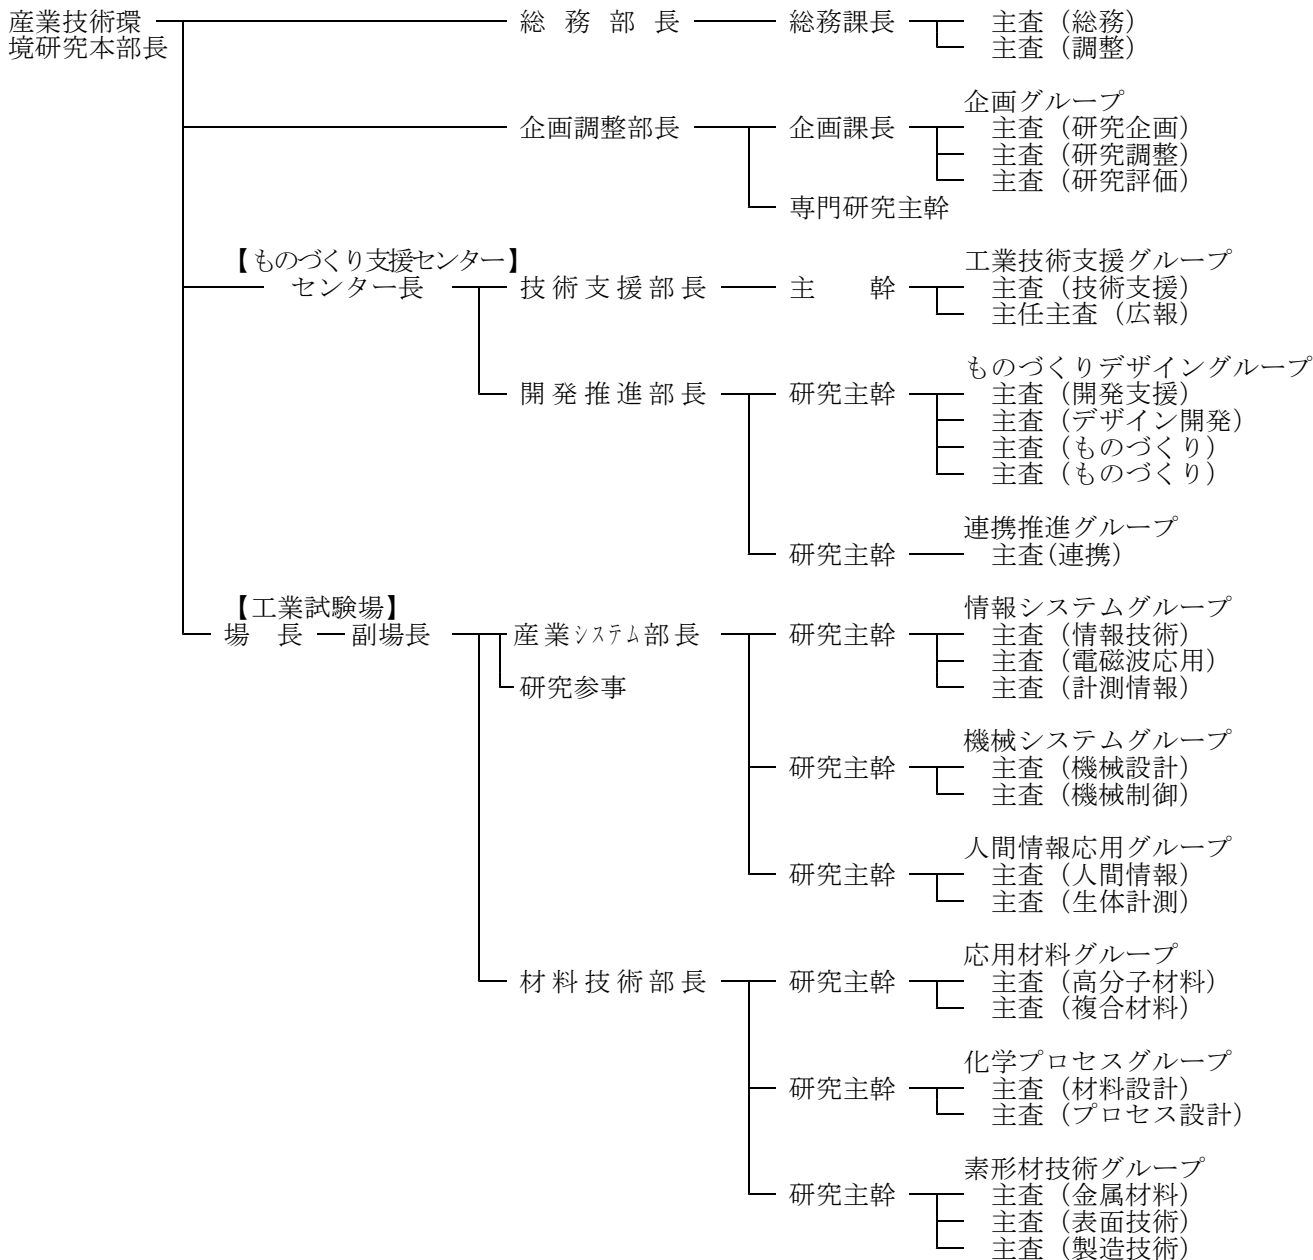 産業技術環
境研究本部長
総務部長 総務課長 主査（総務）
主査（調整）
企画グループ
企画調整部長 企画課長 主査（研究企画）
主査（研究調整）
主査（研究評価）
専門研究主幹
【ものづくり支援センター】 工業技術支援グループ
センター長 技術支援部長 主　幹 主査（技術支援）
主任主査（広報）
ものづくりデザイングループ
開発推進部長 研究主幹 主査（開発支援）
主査（デザイン開発）
主査（ものづくり）
主査（ものづくり）
連携推進グループ
研究主幹 主査(連携）
【工業試験場】 情報システムグループ
場　長 副場長 産業ｼｽﾃﾑ部長 研究主幹 主査（情報技術）
主査（電磁波応用）
研究参事 主査（計測情報）
機械システムグループ
研究主幹 主査（機械設計）
主査（機械制御）
人間情報応用グループ
研究主幹 主査（人間情報）
主査（生体計測）
応用材料グループ
材料技術部長 研究主幹 主査（高分子材料）
主査（複合材料）
化学プロセスグループ
研究主幹 主査（材料設計）
主査（プロセス設計）
素形材技術グループ
研究主幹 主査（金属材料）
主査（表面技術）
主査（製造技術）